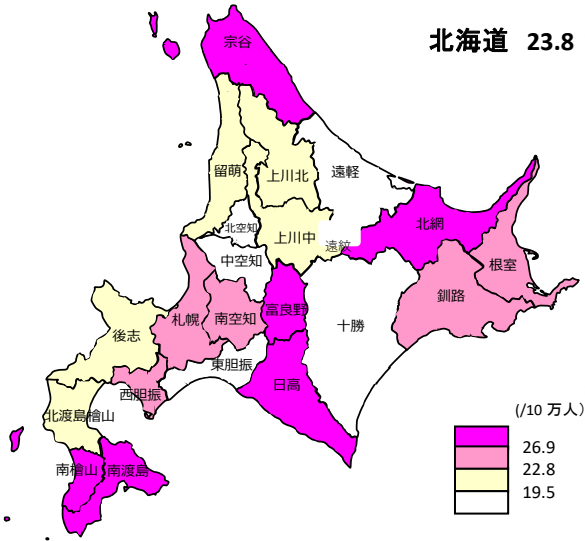 北海道 23.8
宗谷
留萌
上川北
遠軽
北空知
上川中
遠紋
北網
中空知
根室
釧路
札幌
南空知
富良野
十勝
後志
東胆振
西胆振
日高
北渡島檜山
南檜山
南渡島
(/10 万人)
26.9
22.8
19.5